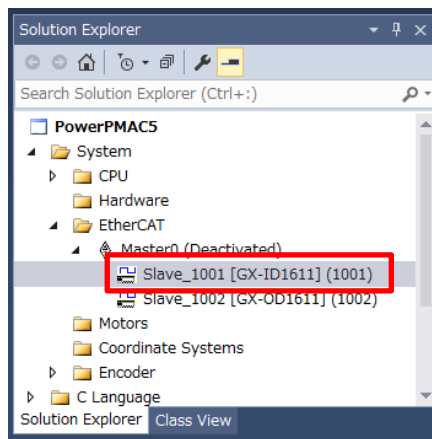 Solution Explorer
Search Solution Explorer (Ctrl+:)
PowerPMAC5
System
CPU
Hardware
EtherCAT
Master0 (Deactivated)
Slave_1001 [GX-ID1611] (1001)
Slave_1002 [GX-OD1611] (1002)
Motors
Coordinate Systems
Encoder
C Language
Solution Explorer Class View